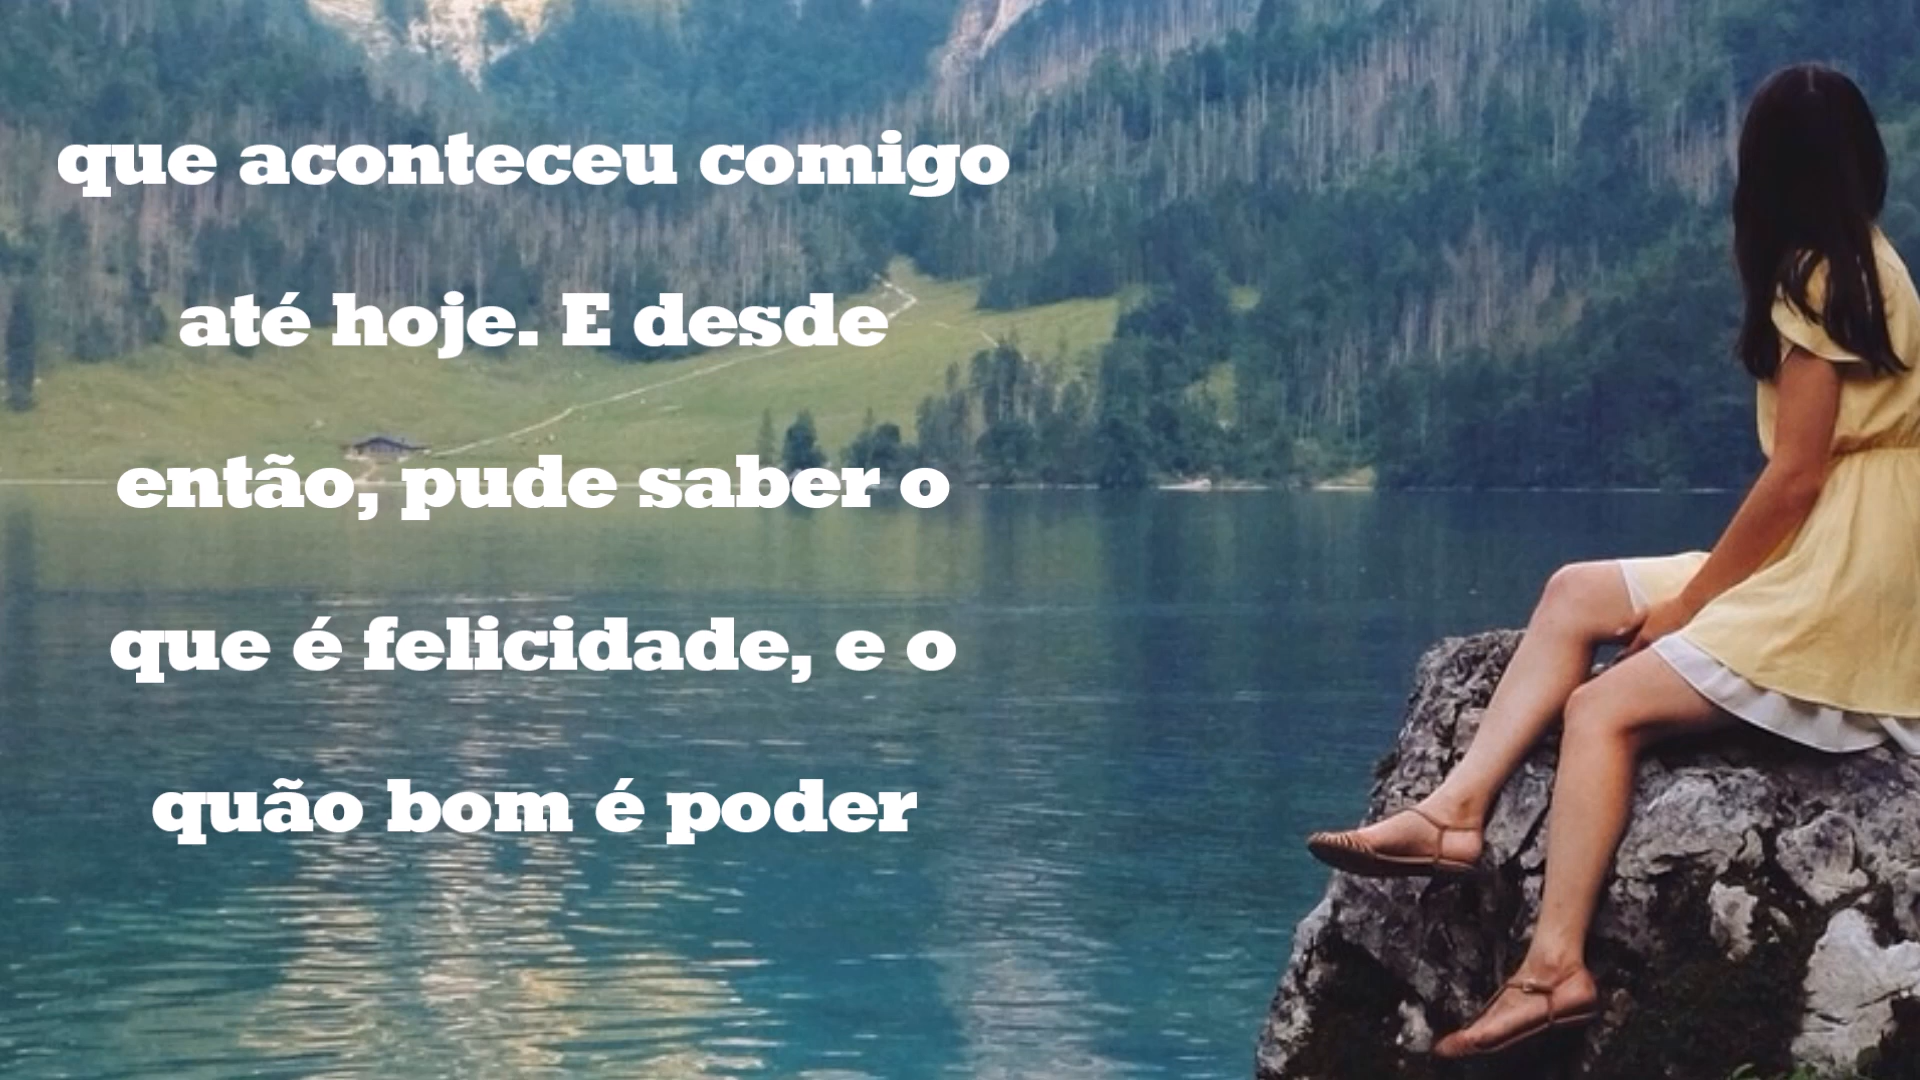 que aconteceu comigo
até hoje. E desde
então, pude saber o
que é felicidade, e o
quão bom é poder